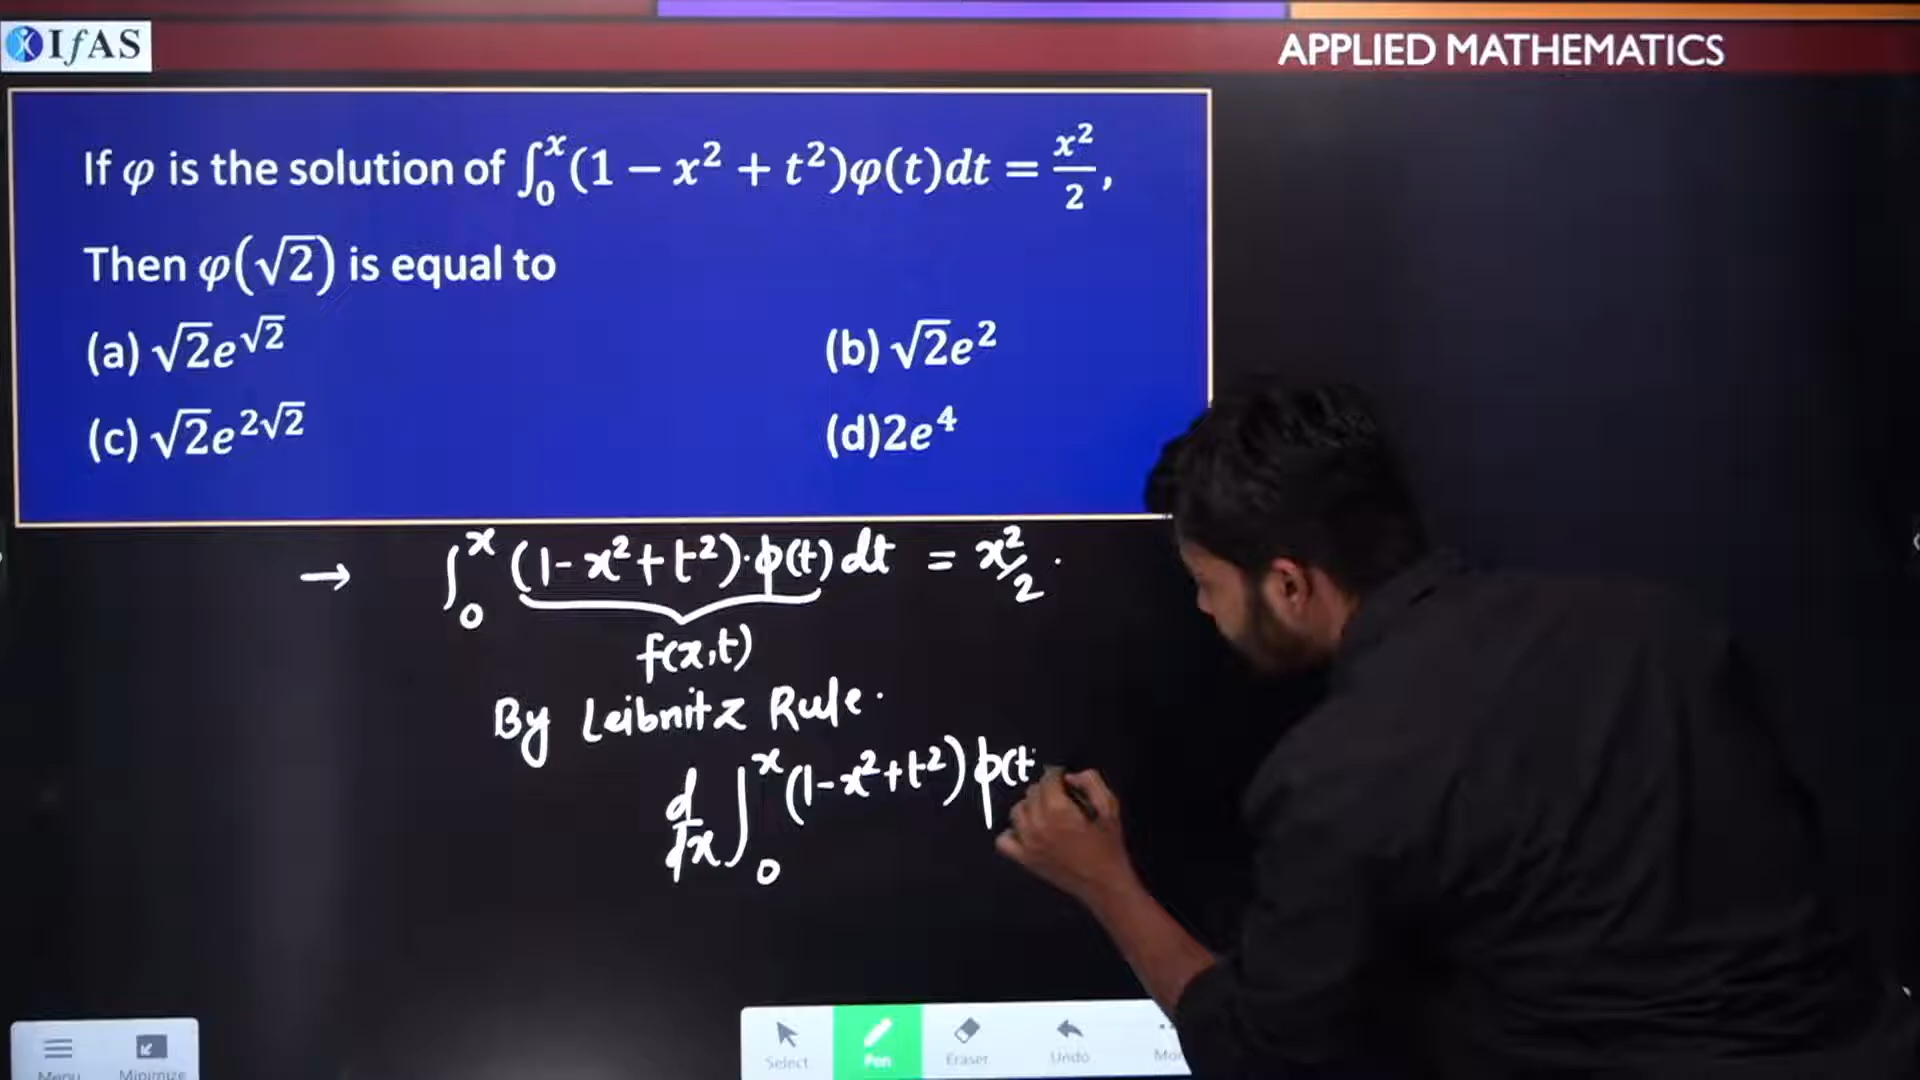 IfAS
APPLIED MATHEMATICS
If φ is the solution of ∫₀ˣ(1 − x² + t²)φ(t)dt = x²/2,
Then φ(√2) is equal to
(a) √2e^√2
(b) √2e²
(c) √2e^2√2
(d)2e⁴
→ ∫₀ˣ (1-x²+t²)·ϕ(t) dt = x²/2 .
f(x,t)
By Leibnitz Rule.
d/dx ∫₀ˣ (1-x²+t²) ϕ(t
Menu
Minimize
Select
Pen
Eraser
Undo